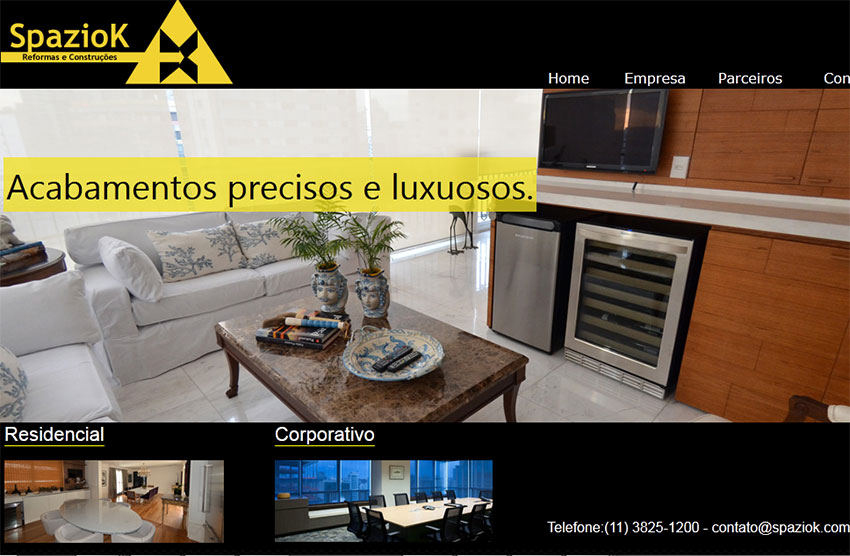 SpazioK
Reformas e Construções
Home Empresa Parceiros Con
Acabamentos precisos e luxuosos.
Residencial Corporativo
Telefone:(11) 3825-1200 - contato@spaziok.com